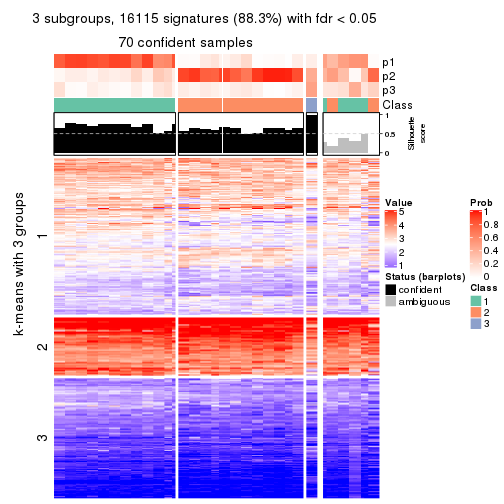 3 subgroups, 16115 signatures (88.3%) with fdr < 0.05
70 confident samples
p1
p2
p3
Class
1
0.5
0
Silhouette
score
k-means with 3 groups
1
2
3
Value
5
4
3
2
1
Status (barplots)
confident
ambiguous
Prob
1
0.8
0.6
0.4
0.2
0
Class
1
2
3